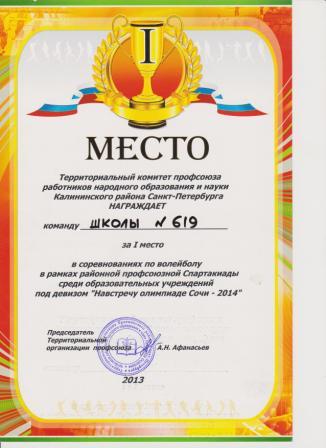 I
МЕСТО
Территориальный комитет профсоюза
работников народного образования и науки
Калининского района Санкт-Петербурга
НАГРАЖДАЕТ
команду школы N 619
за I место
в соревнованиях по волейболу
в рамках районной профсоюзной Спартакиады
среди образовательных учреждений
под девизом "Навстречу олимпиаде Сочи - 2014"
Председатель
Территориальной
организации профсоюза А.Н. Афанасьев
2013